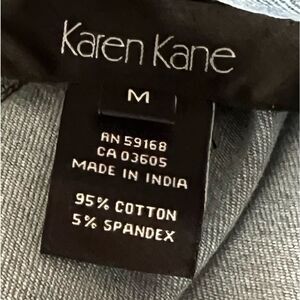 Karen Kane
M
RN 59168
CA 03605
MADE IN INDIA
95% COTTON
5% SPANDEX